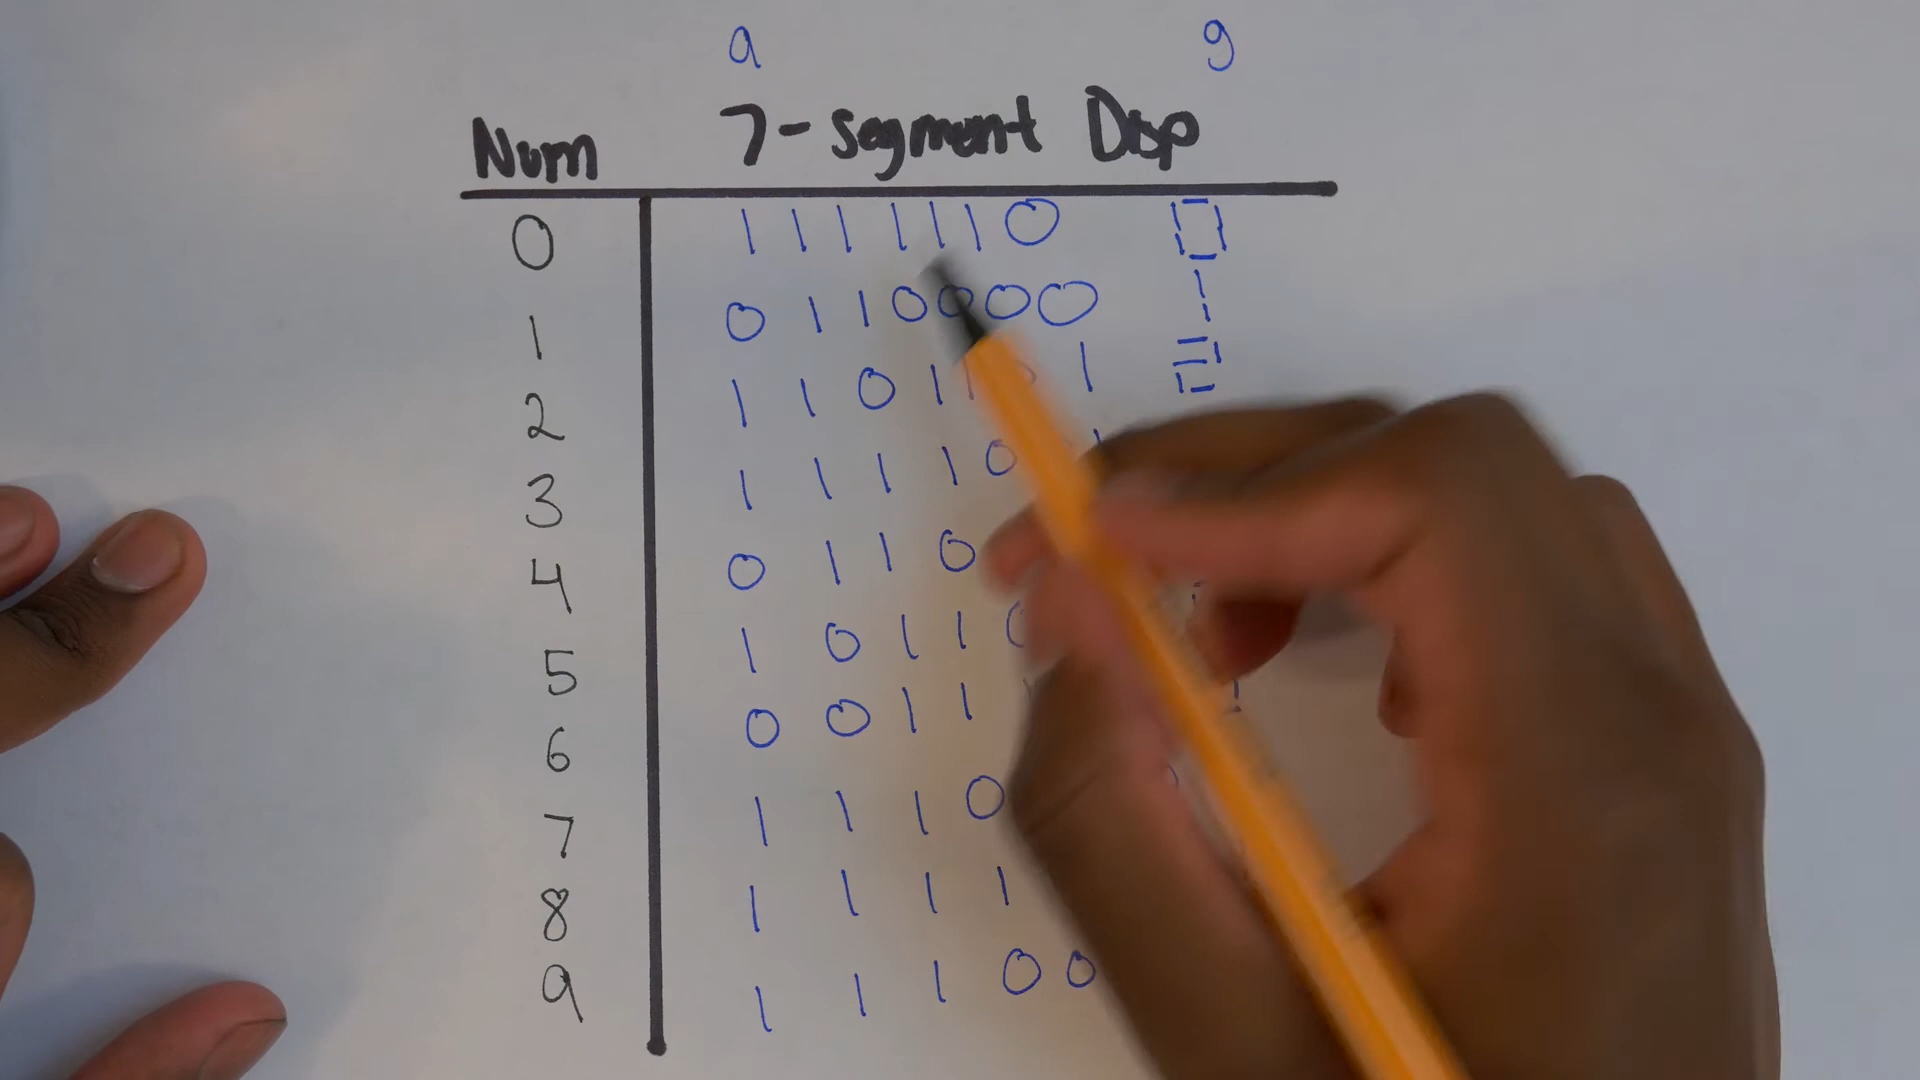 a g
Num 7-Segment Disp
0 1 1 1 1 1 1 0
1 0 1 1 0 0 0 0
2 1 1 0 1 1 0 1
3 1 1 1 1 0
4 0 1 1 0
5 1 0 1 1 0
6 0 0 1 1
7 1 1 1 0
8 1 1 1 1
9 1 1 1 0 0